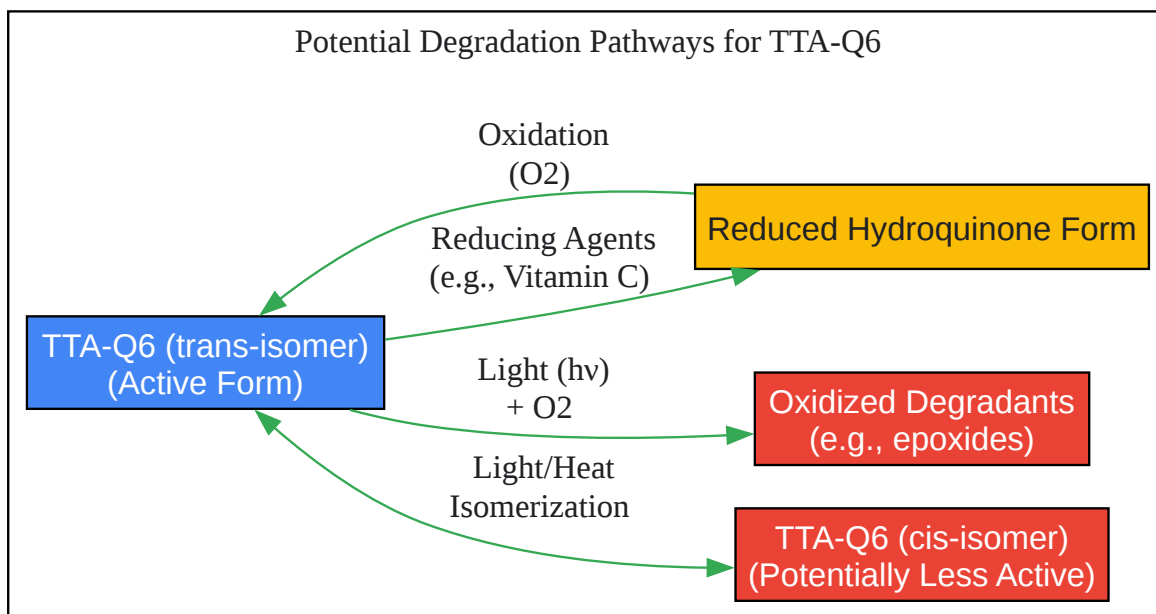 Potential Degradation Pathways for TTA-Q6
Oxidation
(O2)
Reduced Hydroquinone Form
Reducing Agents
(e.g., Vitamin C)
TTA-Q6 (trans-isomer)
(Active Form)
Light (hν)
+ O2
Oxidized Degradants
(e.g., epoxides)
Light/Heat
Isomerization
TTA-Q6 (cis-isomer)
(Potentially Less Active)